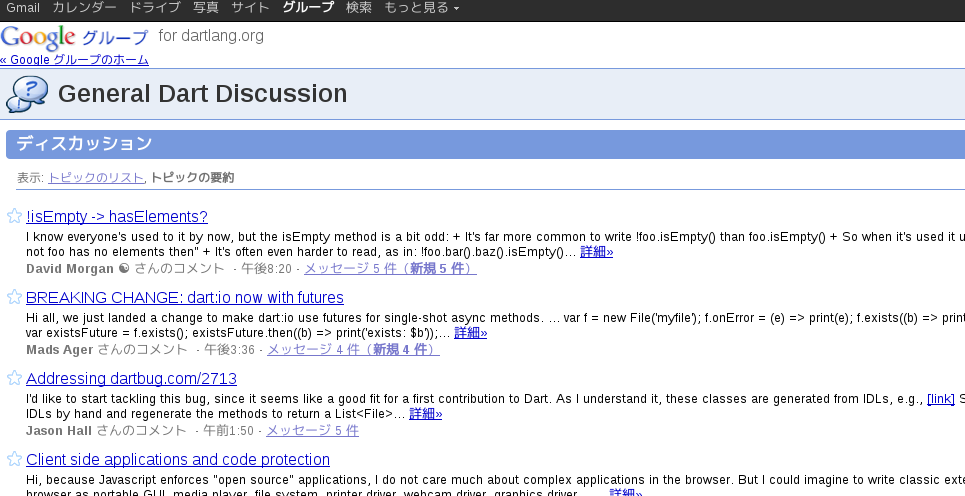 Gmail カレンダー ドライブ 写真 サイト グループ 検索 もっと見る
Google グループ for dartlang.org
« Google グループのホーム
General Dart Discussion
ディスカッション
表示: トピックのリスト, トピックの要約
!isEmpty -> hasElements?
I know everyone's used to it by now, but the isEmpty method is a bit odd: + It's far more common to write !foo.isEmpty() than foo.isEmpty() + So when it's used it u
not foo has no elements then" + It's often even harder to read, as in: !foo.bar().baz().isEmpty()... 詳細»
David Morgan さんのコメント - 午後8:20 - メッセージ 5 件（新規 5 件）
BREAKING CHANGE: dart:io now with futures
Hi all, we just landed a change to make dart:io use futures for single-shot async methods. ... var f = new File('myfile'); f.onError = (e) => print(e); f.exists((b) => print
var existsFuture = f.exists(); existsFuture.then((b) => print('exists: $b'));... 詳細»
Mads Ager さんのコメント - 午後3:36 - メッセージ 4 件（新規 4 件）
Addressing dartbug.com/2713
I'd like to start tackling this bug, since it seems like a good fit for a first contribution to Dart. As I understand it, these classes are generated from IDLs, e.g., [link] S
IDLs by hand and regenerate the methods to return a List<File>... 詳細»
Jason Hall さんのコメント - 午前1:50 - メッセージ 5 件
Client side applications and code protection
Hi, because Javascript enforces "open source" applications, I do not care much about complex applications in the browser. But I could imagine to write classic exte
browser as portable GUI, media player, file system, printer driver, webcam driver, graphics driver, ... ... 詳細»